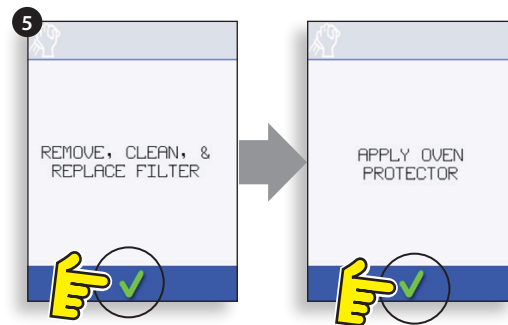 5
REMOVE, CLEAN, &
REPLACE FILTER
APPLY OVEN
PROTECTOR